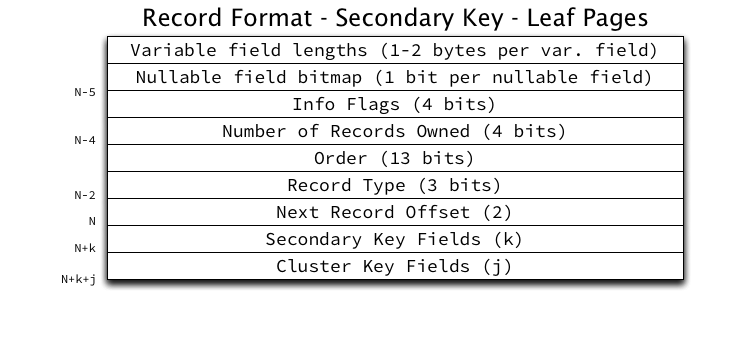 Record Format - Secondary Key - Leaf Pages
Variable field lengths (1-2 bytes per var. field)
Nullable field bitmap (1 bit per nullable field)
N-5
Info Flags (4 bits)
Number of Records Owned (4 bits)
N-4
Order (13 bits)
Record Type (3 bits)
N-2
Next Record Offset (2)
N
Secondary Key Fields (k)
N+k
Cluster Key Fields (j)
N+k+j